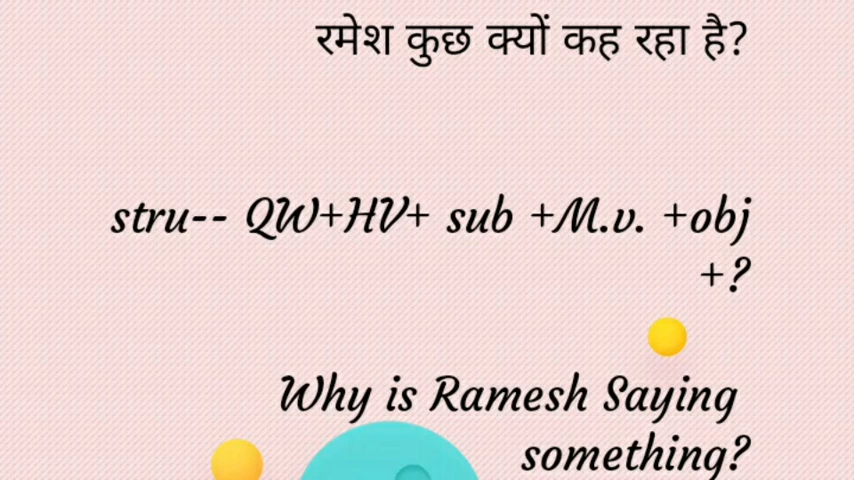 रमेश कुछ क्यों कह रहा है?
stru-- QW+HV+ sub +M.v. +obj
+?
Why is Ramesh Saying
something?